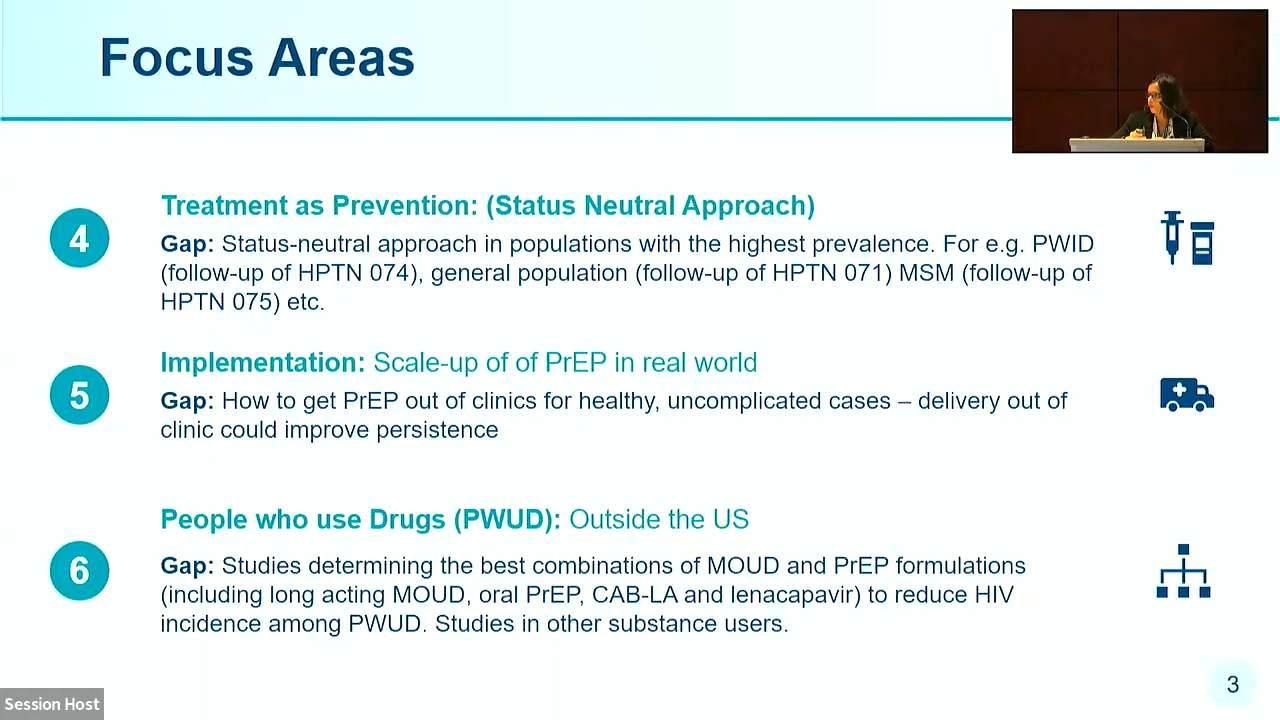 Focus Areas
4
Treatment as Prevention: (Status Neutral Approach)
Gap: Status-neutral approach in populations with the highest prevalence. For e.g. PWID
(follow-up of HPTN 074), general population (follow-up of HPTN 071) MSM (follow-up of
HPTN 075) etc.
5
Implementation: Scale-up of of PrEP in real world
Gap: How to get PrEP out of clinics for healthy, uncomplicated cases – delivery out of
clinic could improve persistence
6
People who use Drugs (PWUD): Outside the US
Gap: Studies determining the best combinations of MOUD and PrEP formulations
(including long acting MOUD, oral PrEP, CAB-LA and lenacapavir) to reduce HIV
incidence among PWUD. Studies in other substance users.
3
Session Host